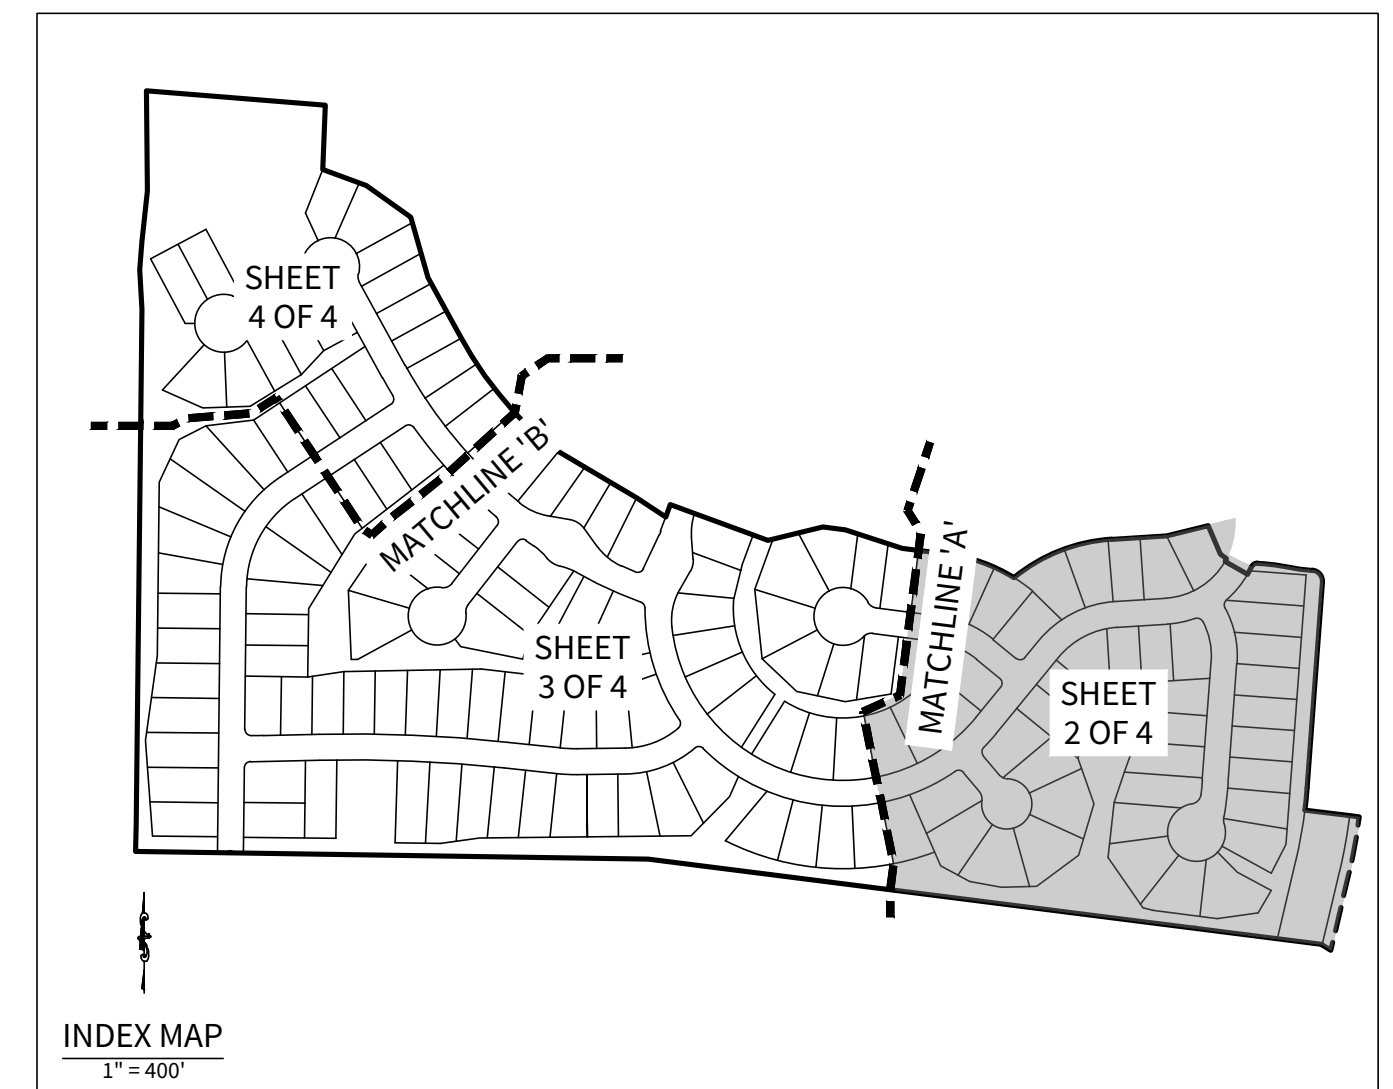 SHEET
4 OF 4
MATCHLINE 'B'
MATCHLINE 'A'
SHEET
3 OF 4
SHEET
2 OF 4
INDEX MAP
1" = 400'